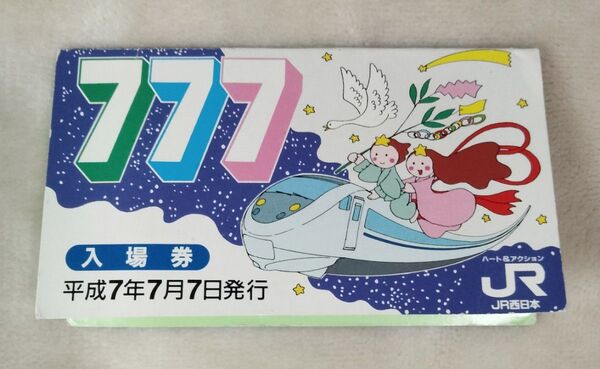 777
入場券
平成7年7月7日発行
ハート&アクション
JR
JR西日本